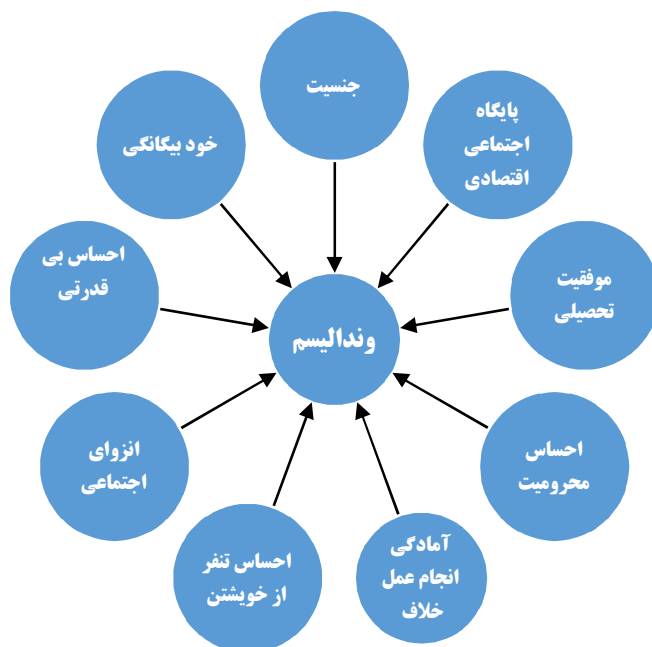 جنسیت
پایگاه
اجتماعی
اقتصادی
خود بیگانگی
موفقیت
تحصیلی
احساس بی
قدرتی
وندالیسم
احساس
محرومیت
انزوای
اجتماعی
آمادگی
انجام عمل
خلاف
احساس تنفر
از خویشتن